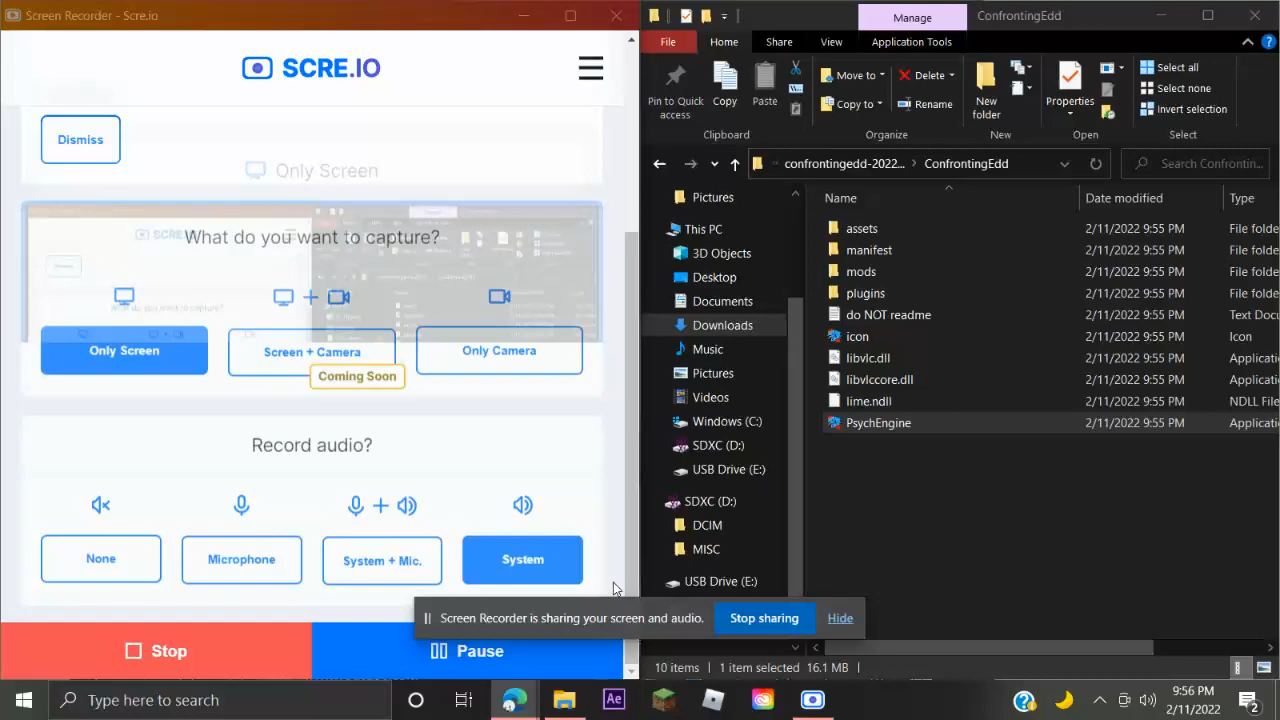 Screen Recorder - Scre.io
SCRE.IO
Dismiss
Only Screen
What do you want to capture?
Only Screen
Screen + Camera
Only Camera
Coming Soon
Record audio?
None
Microphone
System + Mic.
System
Screen Recorder is sharing your screen and audio.
Stop sharing
Hide
Stop
Pause
Manage
ConfrontingEdd
File
Home
Share
View
Application Tools
Pin to Quick access
Copy
Paste
Move to
Copy to
Delete
Rename
New folder
Properties
Select all
Select none
Invert selection
Clipboard
Organize
New
Open
Select
confrontingedd-2022...
ConfrontingEdd
Search Confrontin...
Pictures
This PC
3D Objects
Desktop
Documents
Downloads
Music
Pictures
Videos
Windows (C:)
SDXC (D:)
USB Drive (E:)
SDXC (D:)
DCIM
MISC
USB Drive (E:)
Name Date modified Type
assets 2/11/2022 9:55 PM File folde
manifest 2/11/2022 9:55 PM File folde
mods 2/11/2022 9:55 PM File folde
plugins 2/11/2022 9:55 PM File folde
do NOT readme 2/11/2022 9:55 PM Text Docu
icon 2/11/2022 9:55 PM Icon
libvlc.dll 2/11/2022 9:55 PM Applicati
libvlccore.dll 2/11/2022 9:55 PM Applicati
lime.ndll 2/11/2022 9:55 PM NDLL File
PsychEngine 2/11/2022 9:55 PM Applicati
10 items
1 item selected 16.1 MB
Type here to search
Ae
9:56 PM
2/11/2022
2